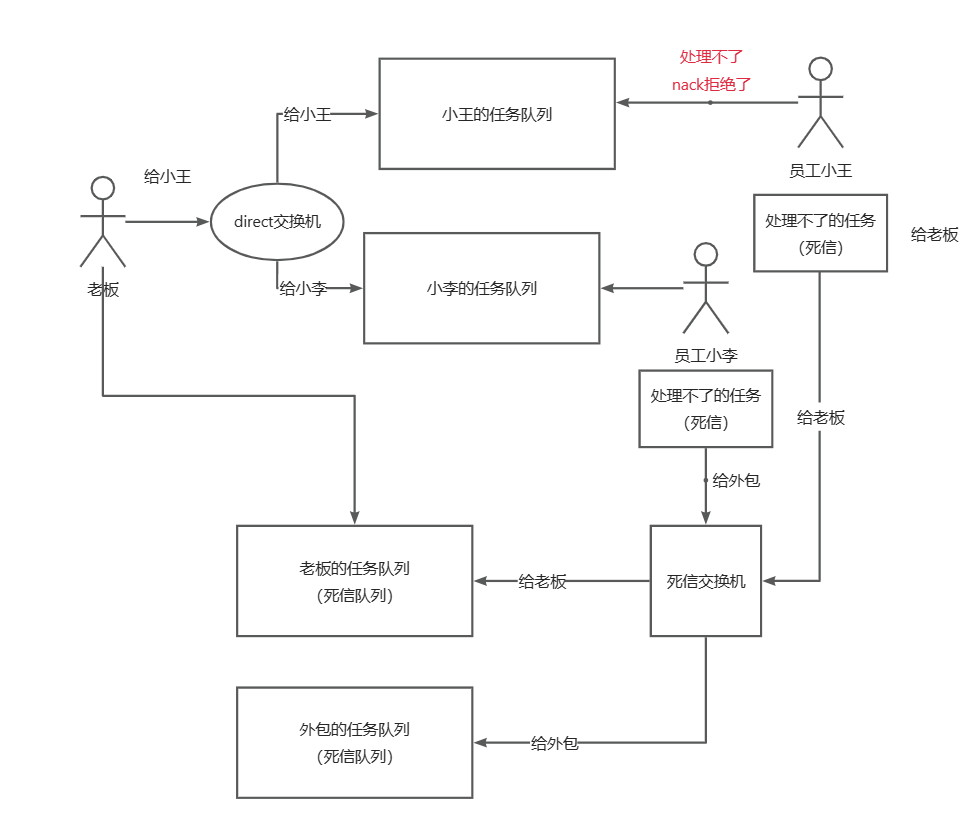 处理不了
nack拒绝了
给小王
小王的任务队列
员工小王
给小王
direct交换机
处理不了的任务
（死信）
给老板
老板
给小李
小李的任务队列
员工小李
处理不了的任务
（死信）
给老板
给外包
老板的任务队列
（死信队列）
给老板
死信交换机
外包的任务队列
（死信队列）
给外包